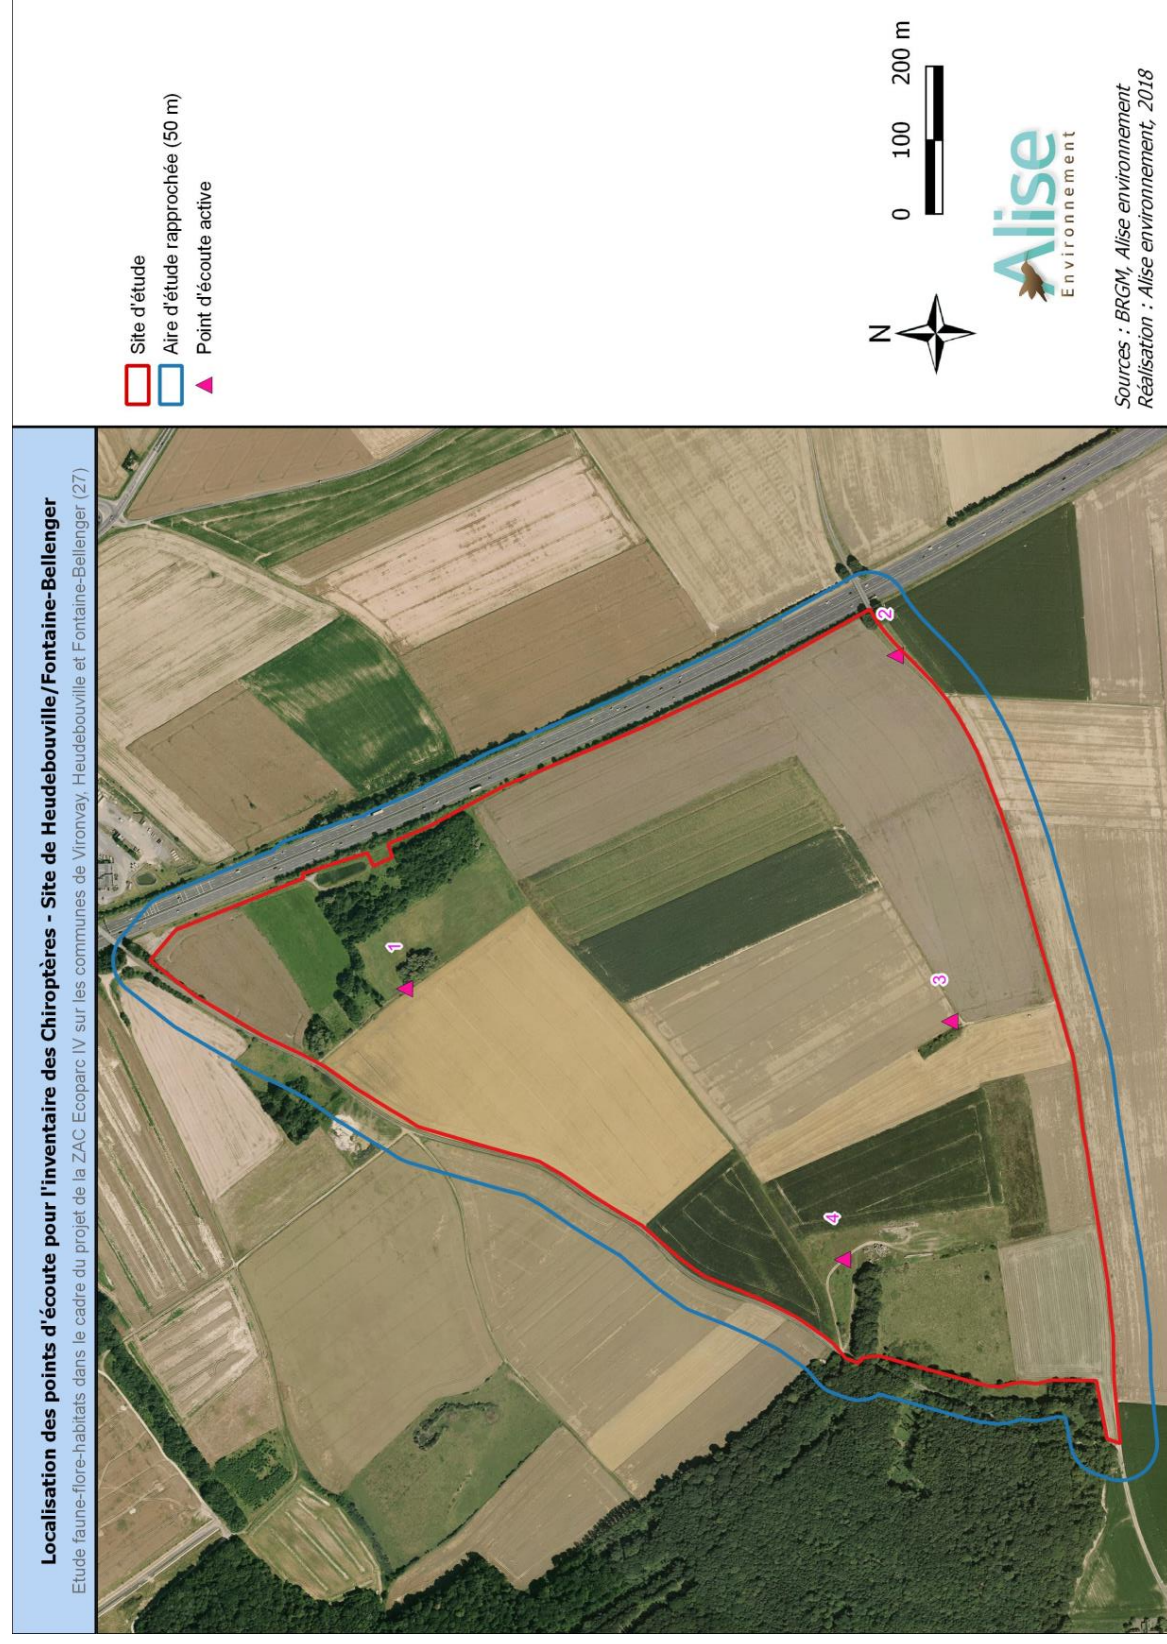 Localisation des points d'écoute pour l'inventaire des Chiroptères - Site de Heudebouville/Fontaine-Bellenger
Etude faune-flore-habitats dans le cadre du projet de la ZAC Ecoparc IV sur les communes de Vironvay, Heudebouville et Fontaine-Bellenger (27)
1
2
3
4
Site d'étude
Aire d'étude rapprochée (50 m)
Point d'écoute active
N
0 100 200 m
Alise
Environnement
Sources : BRGM, Alise environnement
Réalisation : Alise environnement, 2018